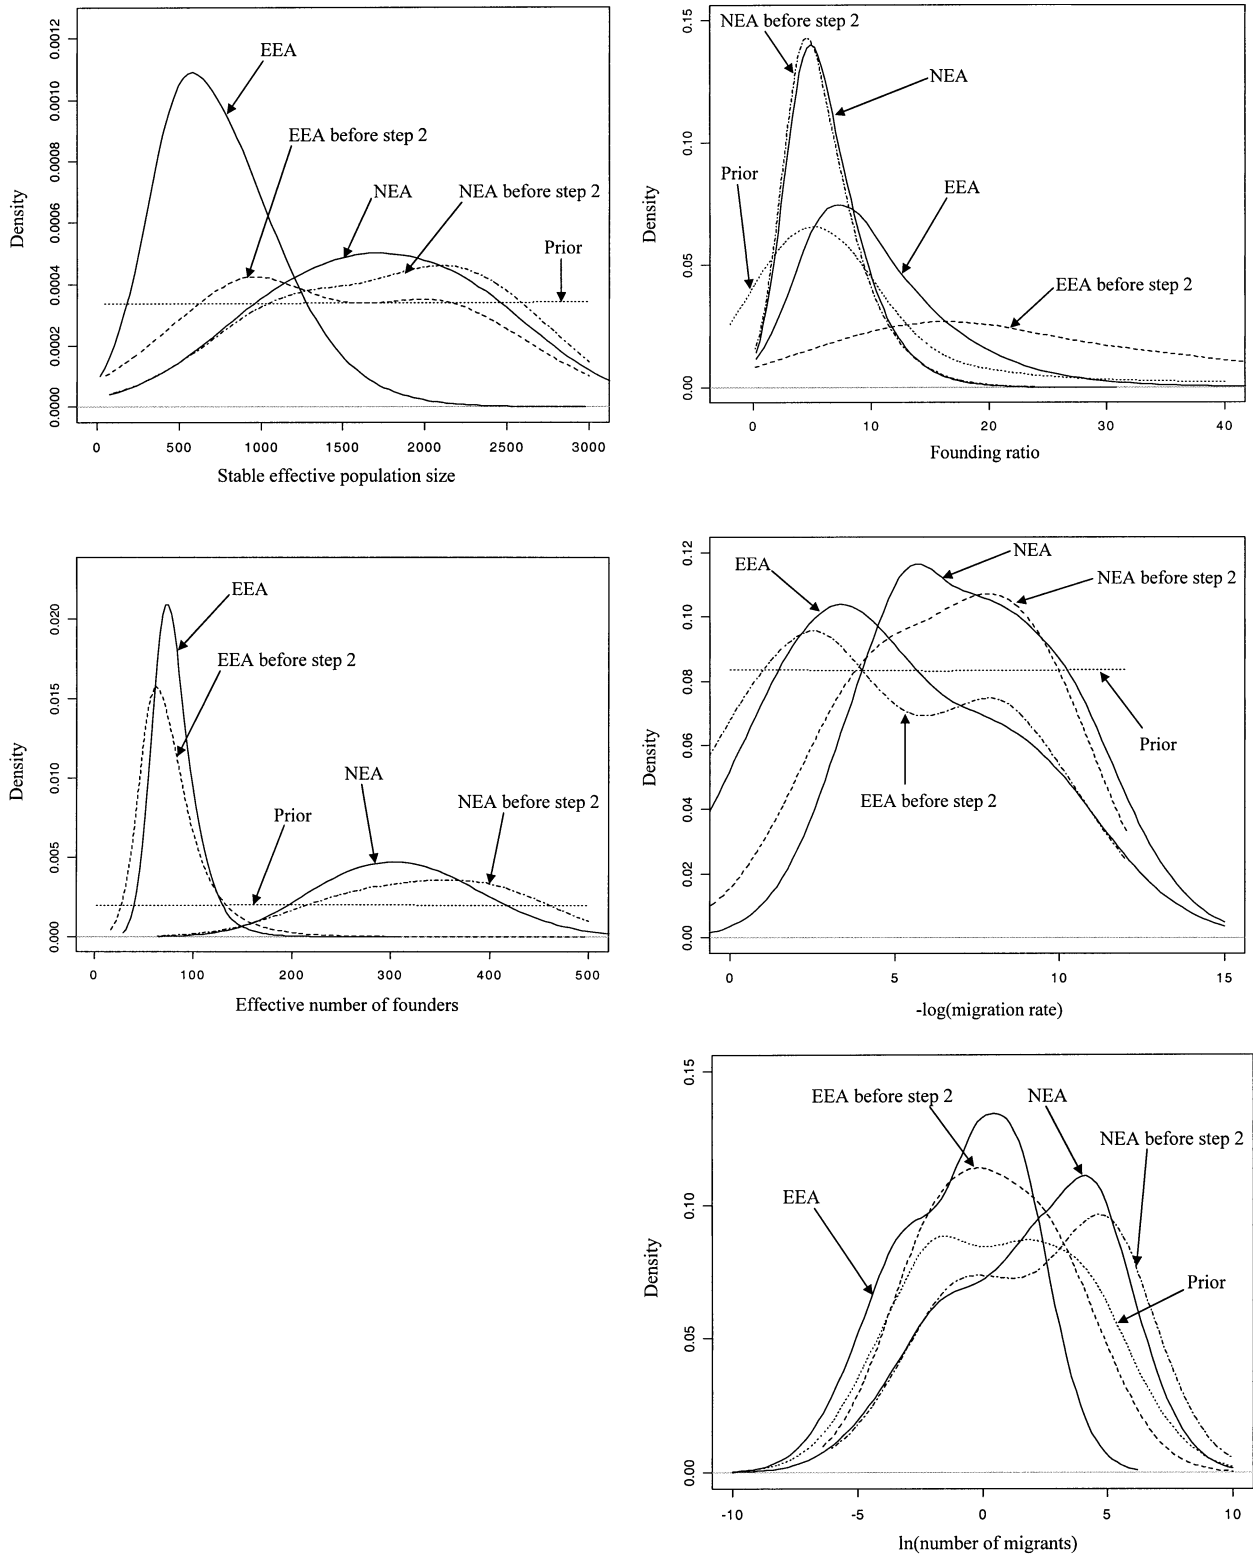 EEA
EEA before step 2
NEA
NEA before step 2
Prior
Density
0.0000
0.0002
0.0004
0.0006
0.0008
0.0010
0.0012
0
500
1000
1500
2000
2500
3000
Stable effective population size
NEA before step 2
NEA
Prior
EEA
EEA before step 2
Density
0.00
0.05
0.10
0.15
0
10
20
30
40
Founding ratio
EEA
EEA before step 2
NEA
NEA before step 2
Prior
Density
0.000
0.005
0.010
0.015
0.020
0
100
200
300
400
500
Effective number of founders
EEA
NEA
NEA before step 2
Prior
EEA before step 2
Density
0.00
0.02
0.04
0.06
0.08
0.10
0.12
0
5
10
15
-log(migration rate)
EEA before step 2
NEA
NEA before step 2
EEA
Prior
Density
0.00
0.05
0.10
0.15
-10
-5
0
5
10
ln(number of migrants)